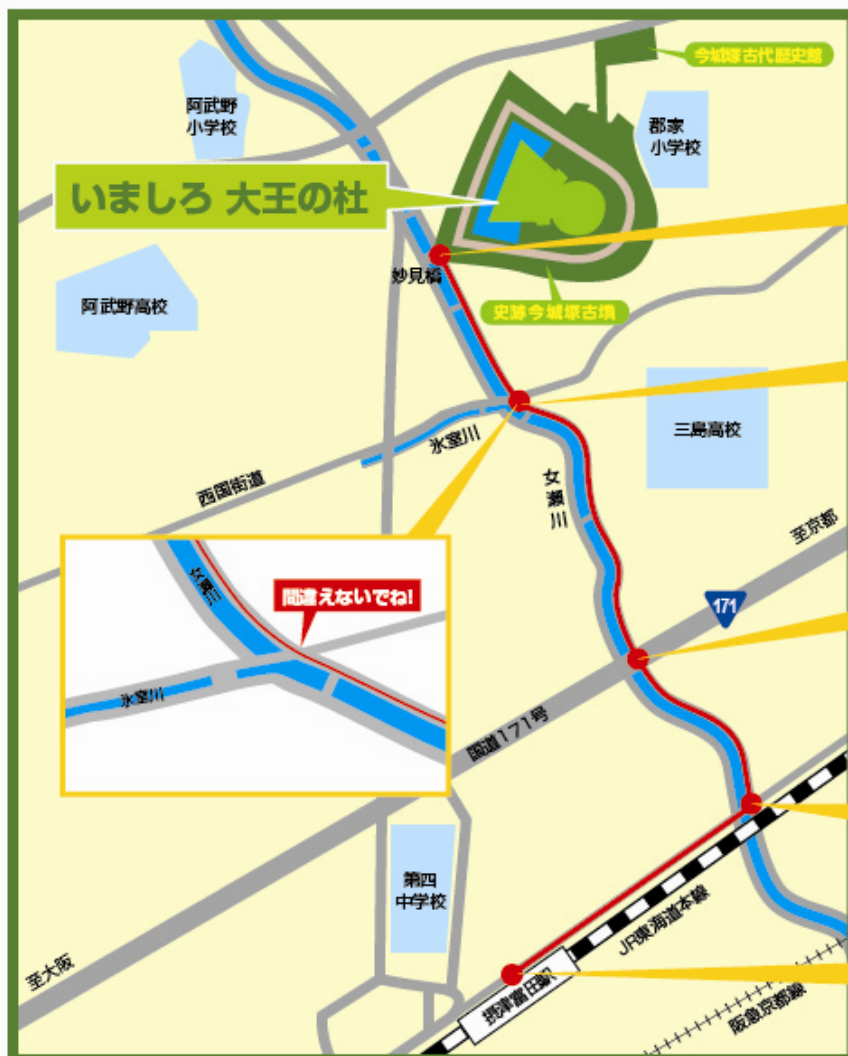 今城塚古代歴史館
阿武野
小学校
郡家
小学校
いましろ 大王の杜
妙見橋
阿武野高校
史跡今城塚古墳
三島高校
氷室川
女瀬川
西国街道
至京都
171
間違えないでね!
女瀬川
氷室川
国道171号
第四
中学校
JR東海道本線
至大阪
摂津富田駅
阪急京都線